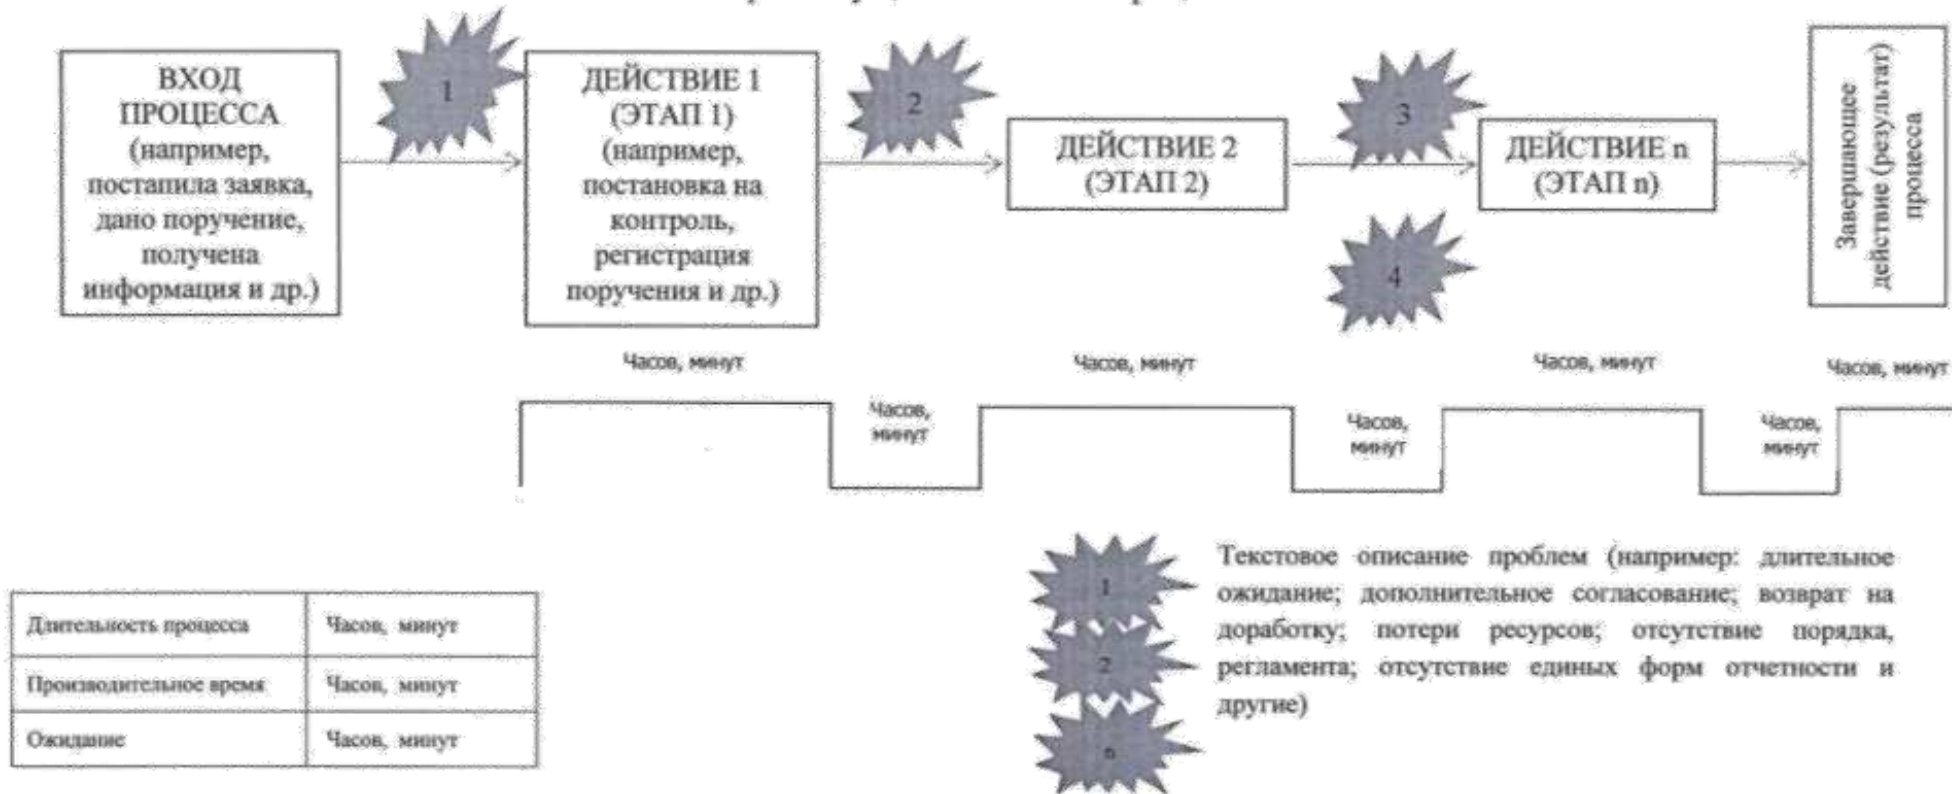 ВХОД
ПРОЦЕССА
(например,
постапила заявка,
дано поручение,
получена
информация и др.)
1
ДЕЙСТВИЕ 1
(ЭТАП 1)
(например,
постановка на
контроль,
регистрация
поручения и др.)
2
ДЕЙСТВИЕ 2
(ЭТАП 2)
3
4
ДЕЙСТВИЕ n
(ЭТАП n)
Завершающее
действие (результат)
процесса
Часов, минут
Часов, минут
Часов, минут
Часов, минут
Часов,
минут
Часов,
минут
Часов,
минут
Длительность процесса
Часов, минут
Производительное время
Часов, минут
Ожидание
Часов, минут
1
2
n
Текстовое описание проблем (например: длительное
ожидание; дополнительное согласование; возврат на
доработку; потери ресурсов; отсутствие порядка,
регламента; отсутствие единых форм отчетности и
другие)